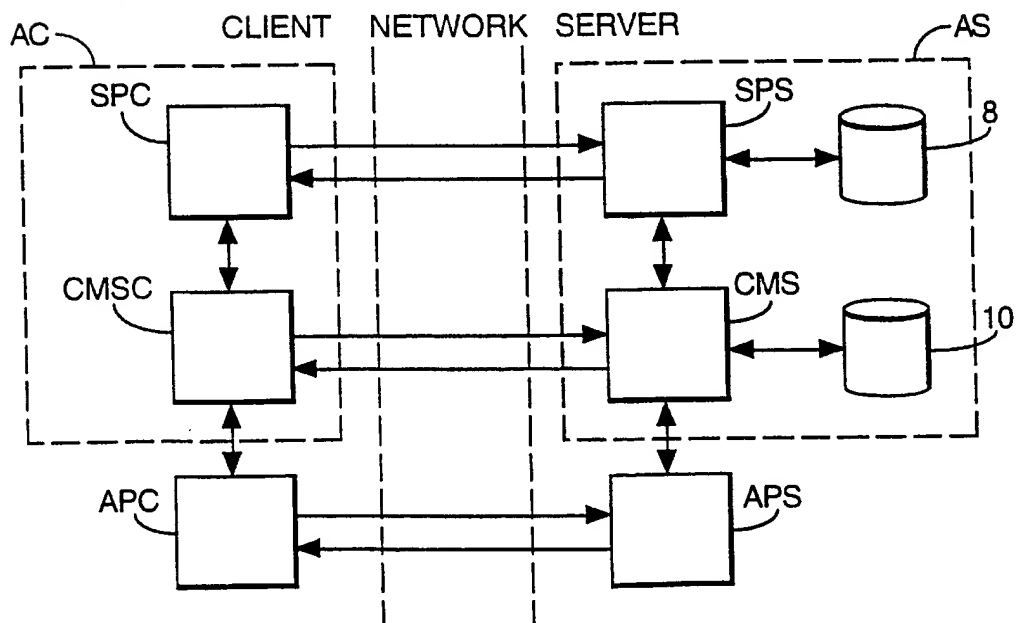 AC CLIENT NETWORK SERVER AS
SPC SPS 8
CMSC CMS 10
APC APS